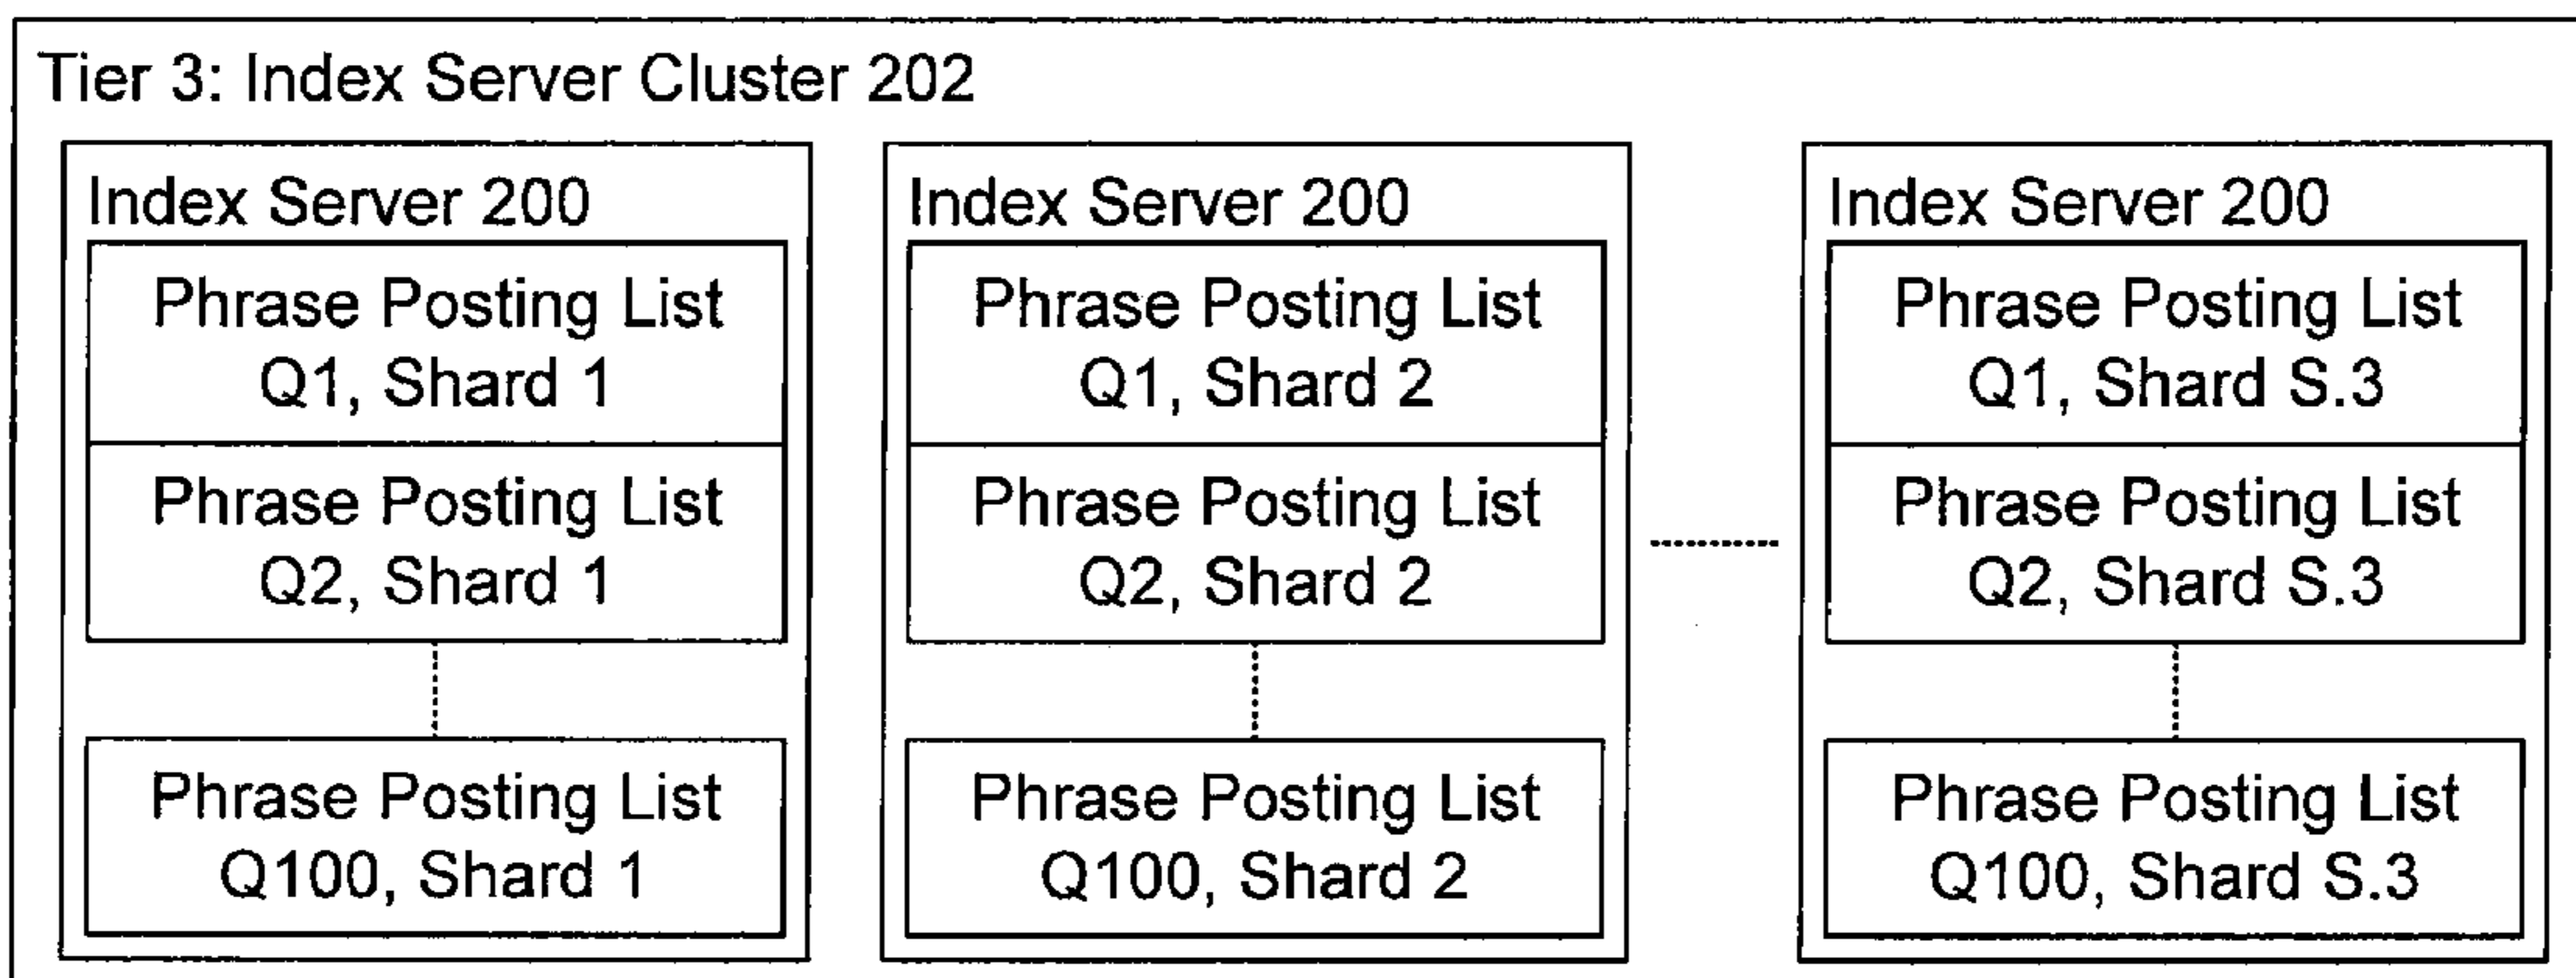 Tier 3: Index Server Cluster 202
Index Server 200
Phrase Posting List
Q1, Shard 1
Phrase Posting List
Q2, Shard 1
Phrase Posting List
Q100, Shard 1
Index Server 200
Phrase Posting List
Q1, Shard 2
Phrase Posting List
Q2, Shard 2
Phrase Posting List
Q100, Shard 2
Index Server 200
Phrase Posting List
Q1, Shard S.3
Phrase Posting List
Q2, Shard S.3
Phrase Posting List
Q100, Shard S.3